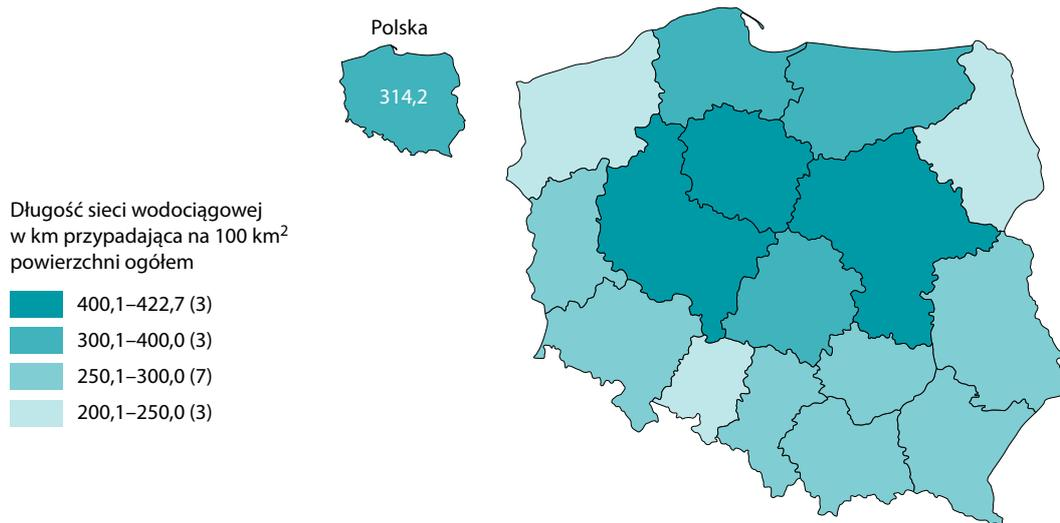 Polska
314,2
Długość sieci wodociągowej
w km przypadająca na 100 km²
powierzchni ogółem
400,1–422,7 (3)
300,1–400,0 (3)
250,1–300,0 (7)
200,1–250,0 (3)